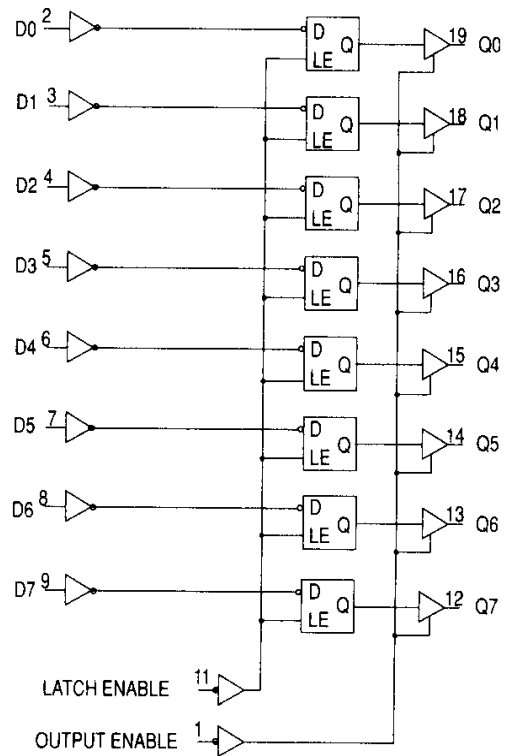 D0 2 D Q LE 19 Q0
D1 3 D Q LE 18 Q1
D2 4 D Q LE 17 Q2
D3 5 D Q LE 16 Q3
D4 6 D Q LE 15 Q4
D5 7 D Q LE 14 Q5
D6 8 D Q LE 13 Q6
D7 9 D Q LE 12 Q7
LATCH ENABLE 11
OUTPUT ENABLE 1